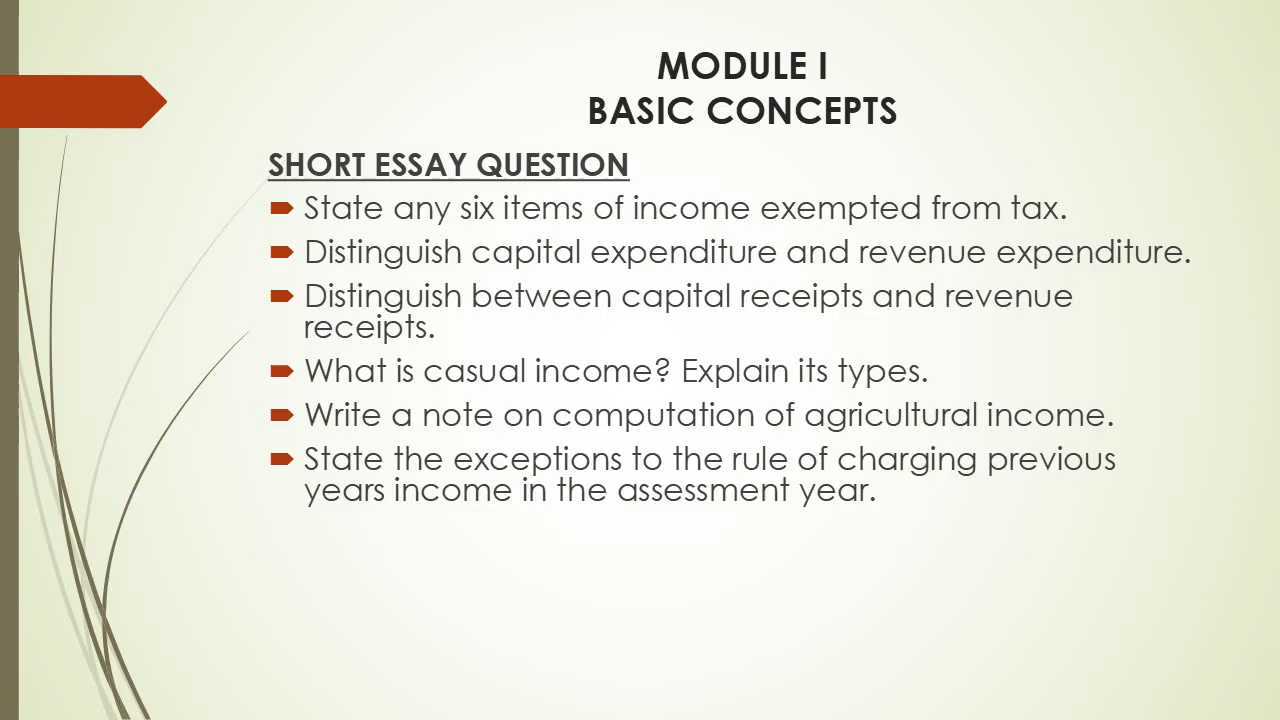 MODULE I
BASIC CONCEPTS
SHORT ESSAY QUESTION
State any six items of income exempted from tax.
Distinguish capital expenditure and revenue expenditure.
Distinguish between capital receipts and revenue
receipts.
What is casual income? Explain its types.
Write a note on computation of agricultural income.
State the exceptions to the rule of charging previous
years income in the assessment year.